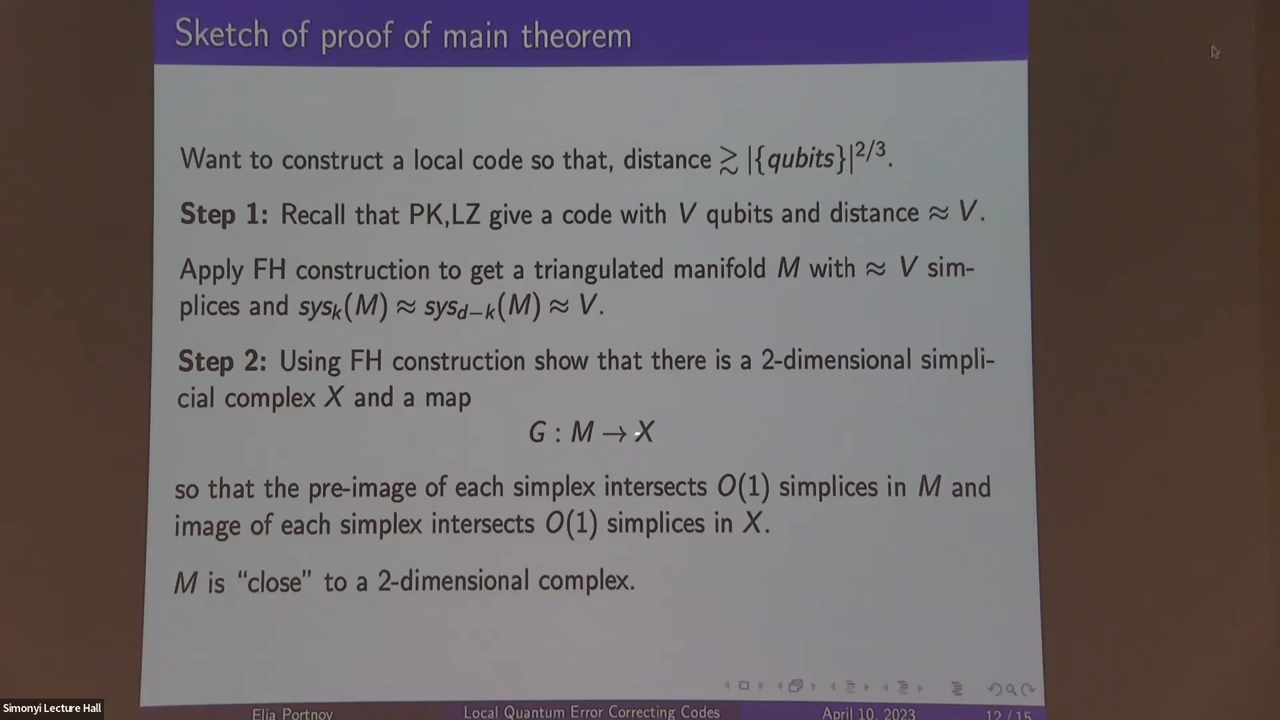 Sketch of proof of main theorem
Want to construct a local code so that, distance ≳ |{qubits}|^{2/3}.
Step 1: Recall that PK,LZ give a code with V qubits and distance ≈ V.
Apply FH construction to get a triangulated manifold M with ≈ V sim-
plices and sys_k(M) ≈ sys_{d−k}(M) ≈ V.
Step 2: Using FH construction show that there is a 2-dimensional simpli-
cial complex X and a map
G : M → X
so that the pre-image of each simplex intersects O(1) simplices in M and
image of each simplex intersects O(1) simplices in X.
M is “close” to a 2-dimensional complex.
Simonyi Lecture Hall
Elia Portnoy Local Quantum Error Correcting Codes April 10, 2023 12 / 15